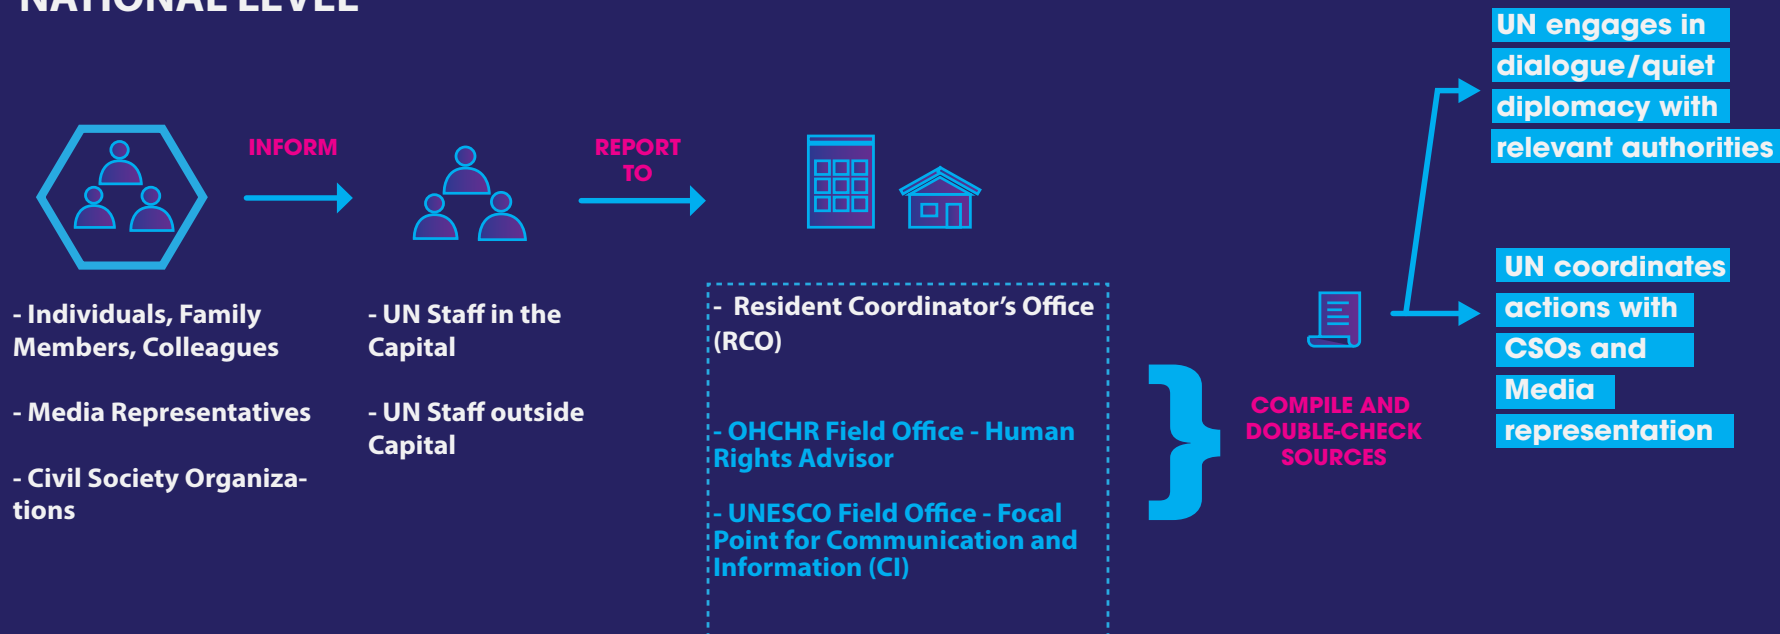 NATIONAL LEVEL
INFORM
- Individuals, Family
Members, Colleagues
- Media Representatives
- Civil Society Organiza-
tions
REPORT
TO
- UN Staff in the
Capital
- UN Staff outside
Capital
- Resident Coordinator's Office
(RCO)
- OHCHR Field Office - Human
Rights Advisor
- UNESCO Field Office - Focal
Point for Communication and
Information (CI)
COMPILE AND
DOUBLE-CHECK
SOURCES
UN engages in
dialogue/quiet
diplomacy with
relevant authorities
UN coordinates
actions with
CSOs and
Media
representation